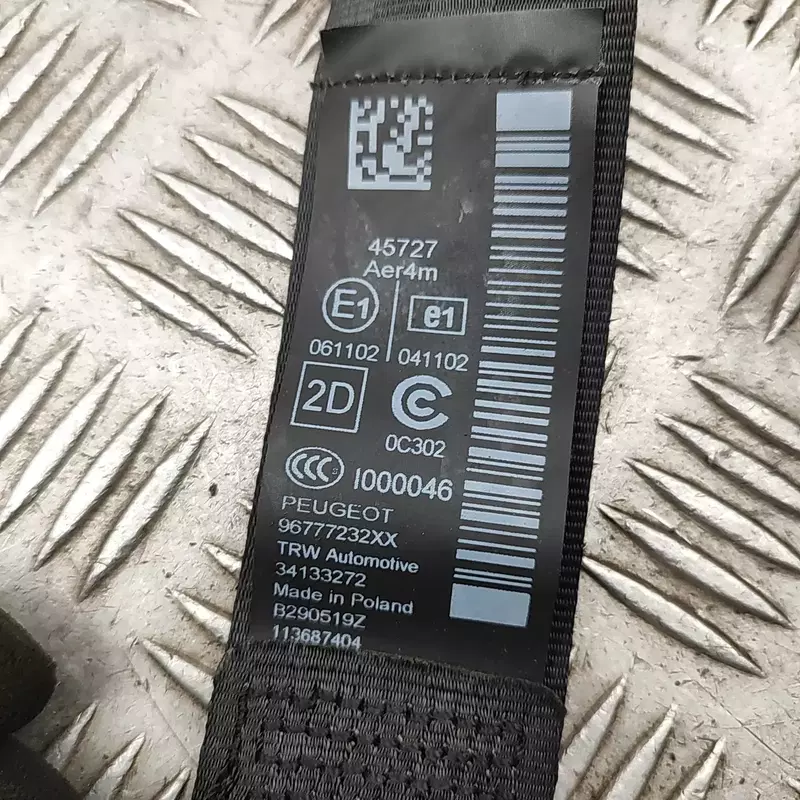 45727
Aer4m
E1 e1
061102 041102
2D C
0C302
CCC I000046
PEUGEOT
96777232XX
TRW Automotive
34133272
Made in Poland
B290519Z
113687404